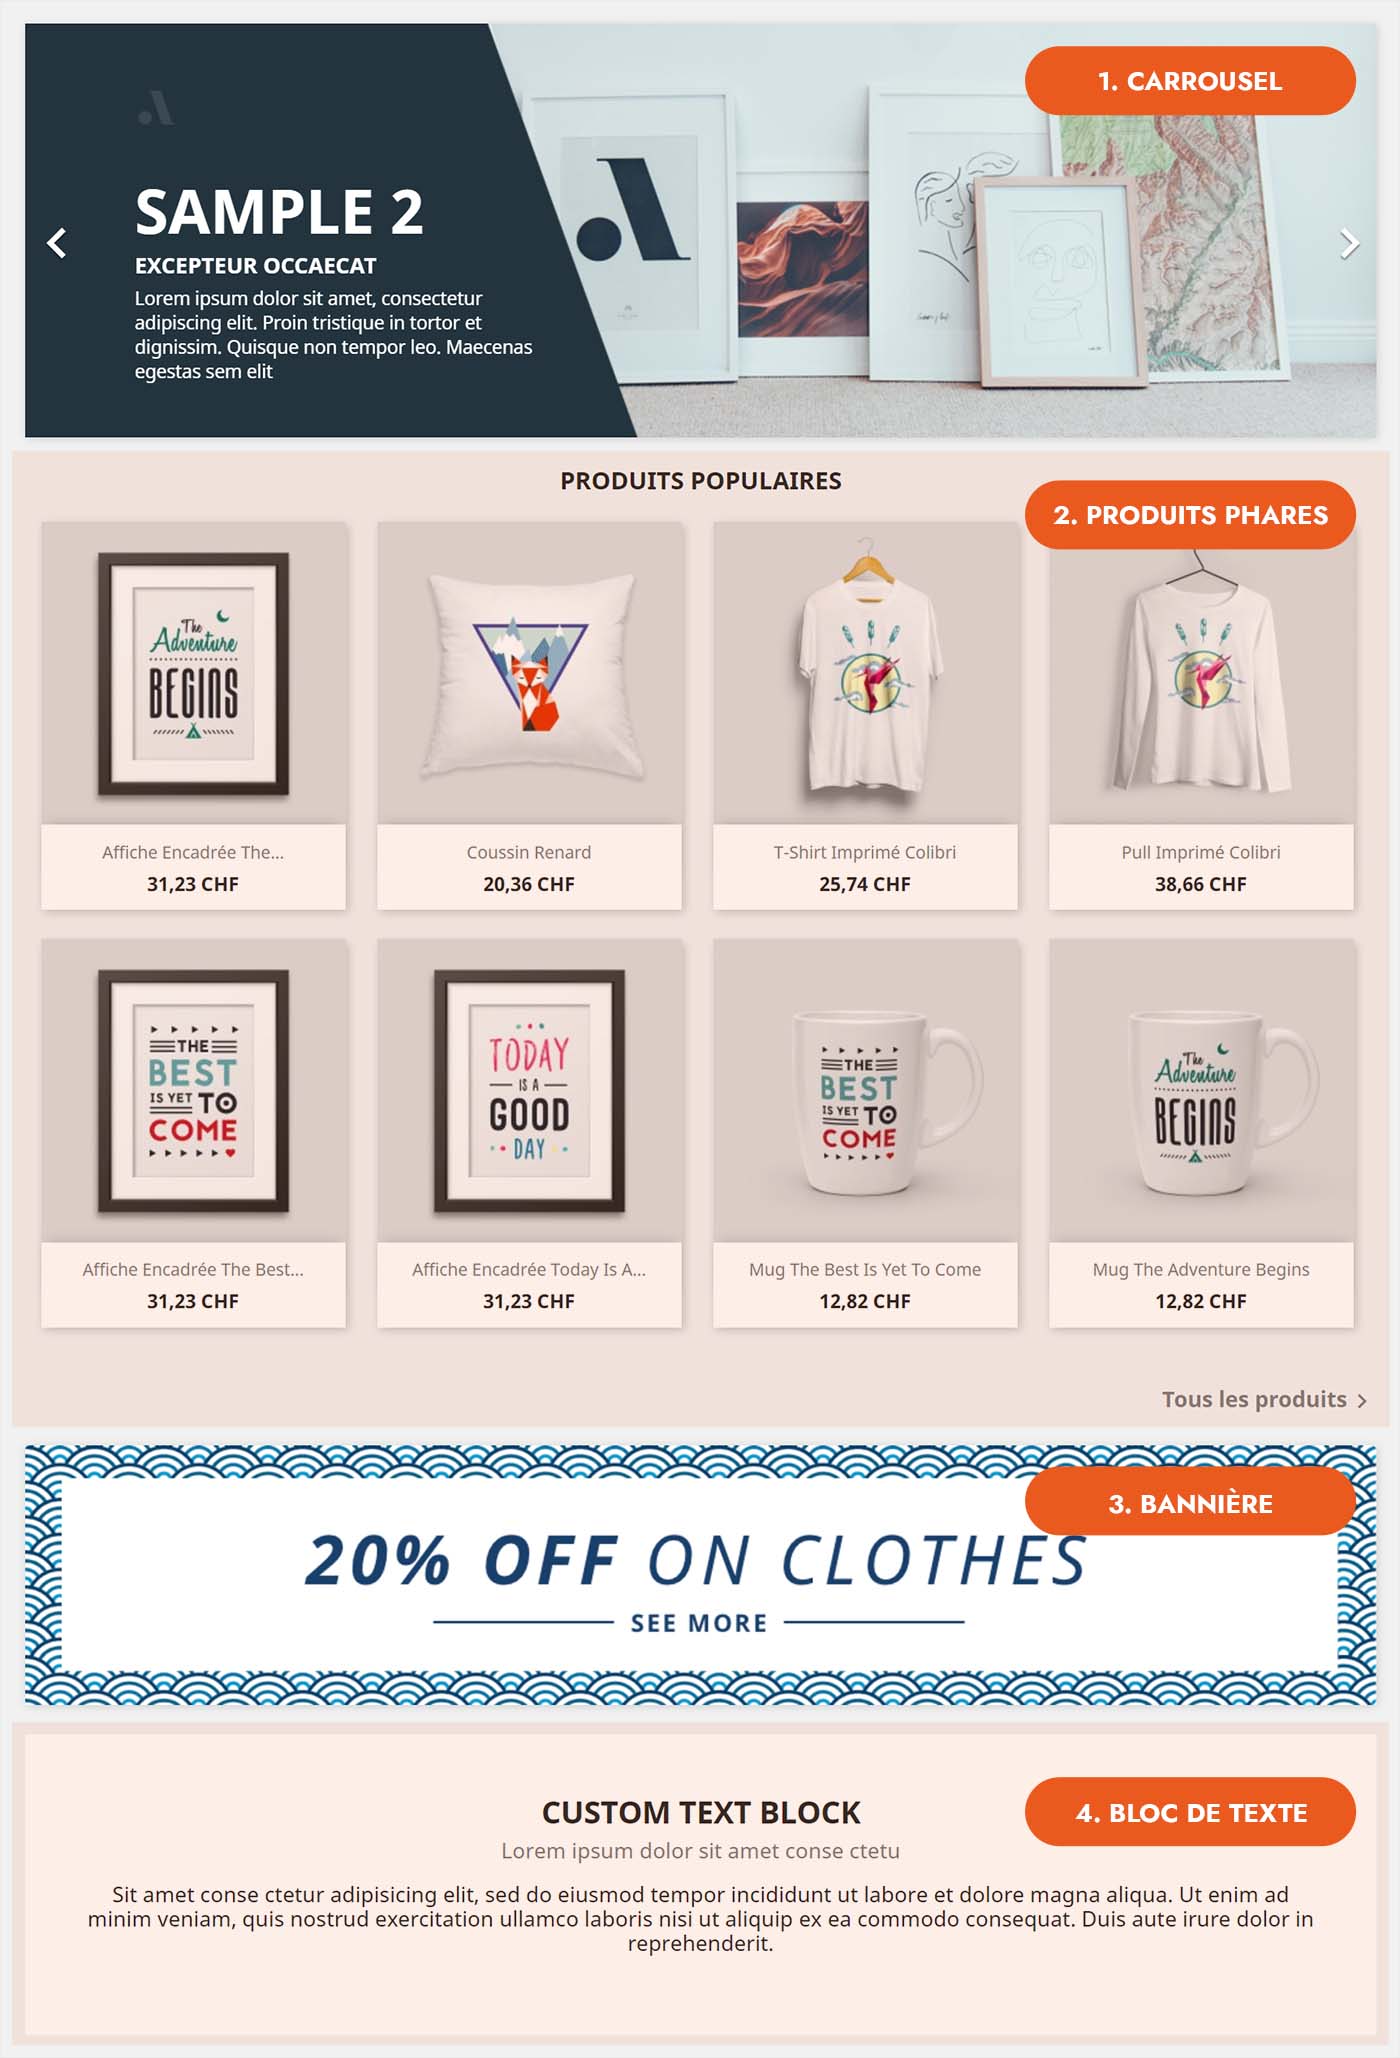 1. CARROUSEL
SAMPLE 2
EXCEPTEUR OCCAECAT
Lorem ipsum dolor sit amet, consectetur
adipiscing elit. Proin tristique in tortor et
dignissim. Quisque non tempor leo. Maecenas
egestas sem elit
PRODUITS POPULAIRES
2. PRODUITS PHARES
The
Adventure
BEGINS
Affiche Encadrée The...
31,23 CHF
Coussin Renard
20,36 CHF
T-Shirt Imprimé Colibri
25,74 CHF
Pull Imprimé Colibri
38,66 CHF
THE
BEST
IS YET TO
COME
Affiche Encadrée The Best...
31,23 CHF
TODAY
IS A
GOOD
DAY
Affiche Encadrée Today Is A...
31,23 CHF
THE
BEST
IS YET TO
COME
Mug The Best Is Yet To Come
12,82 CHF
The
Adventure
BEGINS
Mug The Adventure Begins
12,82 CHF
Tous les produits
3. BANNIÈRE
20% OFF ON CLOTHES
SEE MORE
4. BLOC DE TEXTE
CUSTOM TEXT BLOCK
Lorem ipsum dolor sit amet conse ctetu
Sit amet conse ctetur adipisicing elit, sed do eiusmod tempor incididunt ut labore et dolore magna aliqua. Ut enim ad
minim veniam, quis nostrud exercitation ullamco laboris nisi ut aliquip ex ea commodo consequat. Duis aute irure dolor in
reprehenderit.